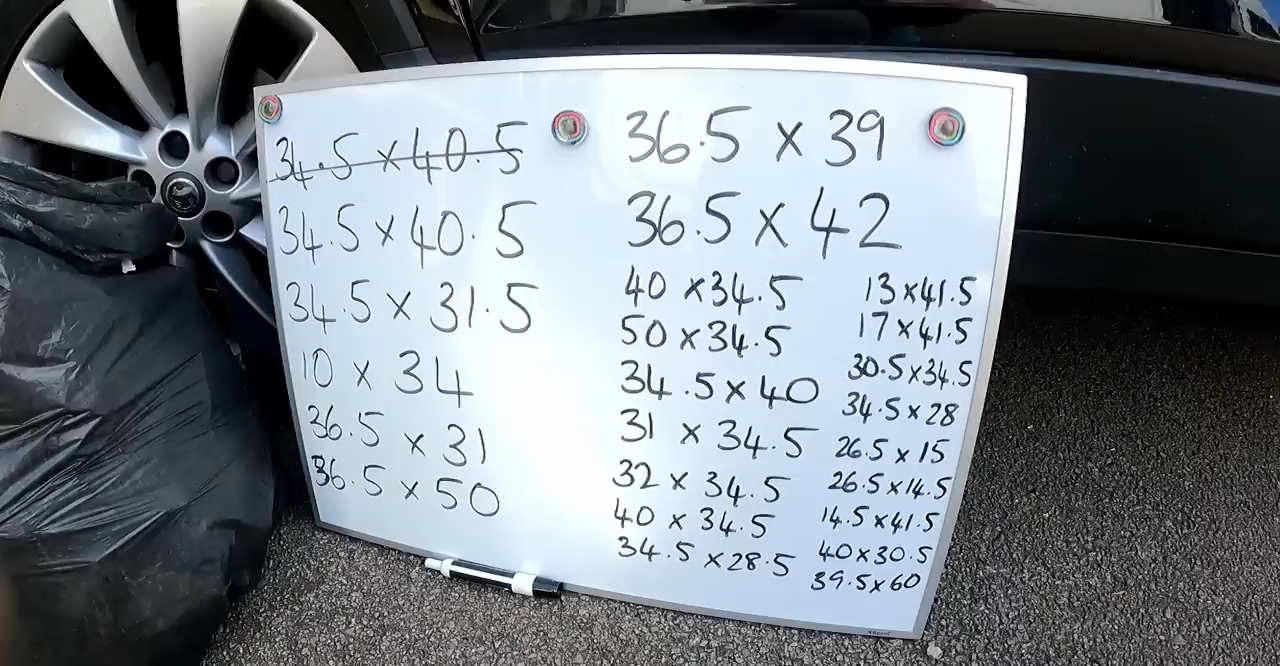 34.5 x 40.5
34.5 x 40.5
34.5 x 31.5
10 x 34
36.5 x 31
36.5 x 50
36.5 x 39
36.5 x 42
40 x 34.5
50 x 34.5
34.5 x 40
31 x 34.5
32 x 34.5
40 x 34.5
34.5 x 28.5
13 x 41.5
17 x 41.5
30.5 x 34.5
34.5 x 28
26.5 x 15
26.5 x 14.5
14.5 x 41.5
40 x 30.5
39.5 x 60